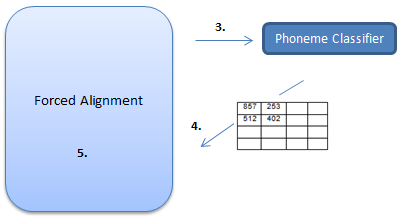 3.
Phoneme Classifier
Forced Alignment
857 253
512 402
4.
5.